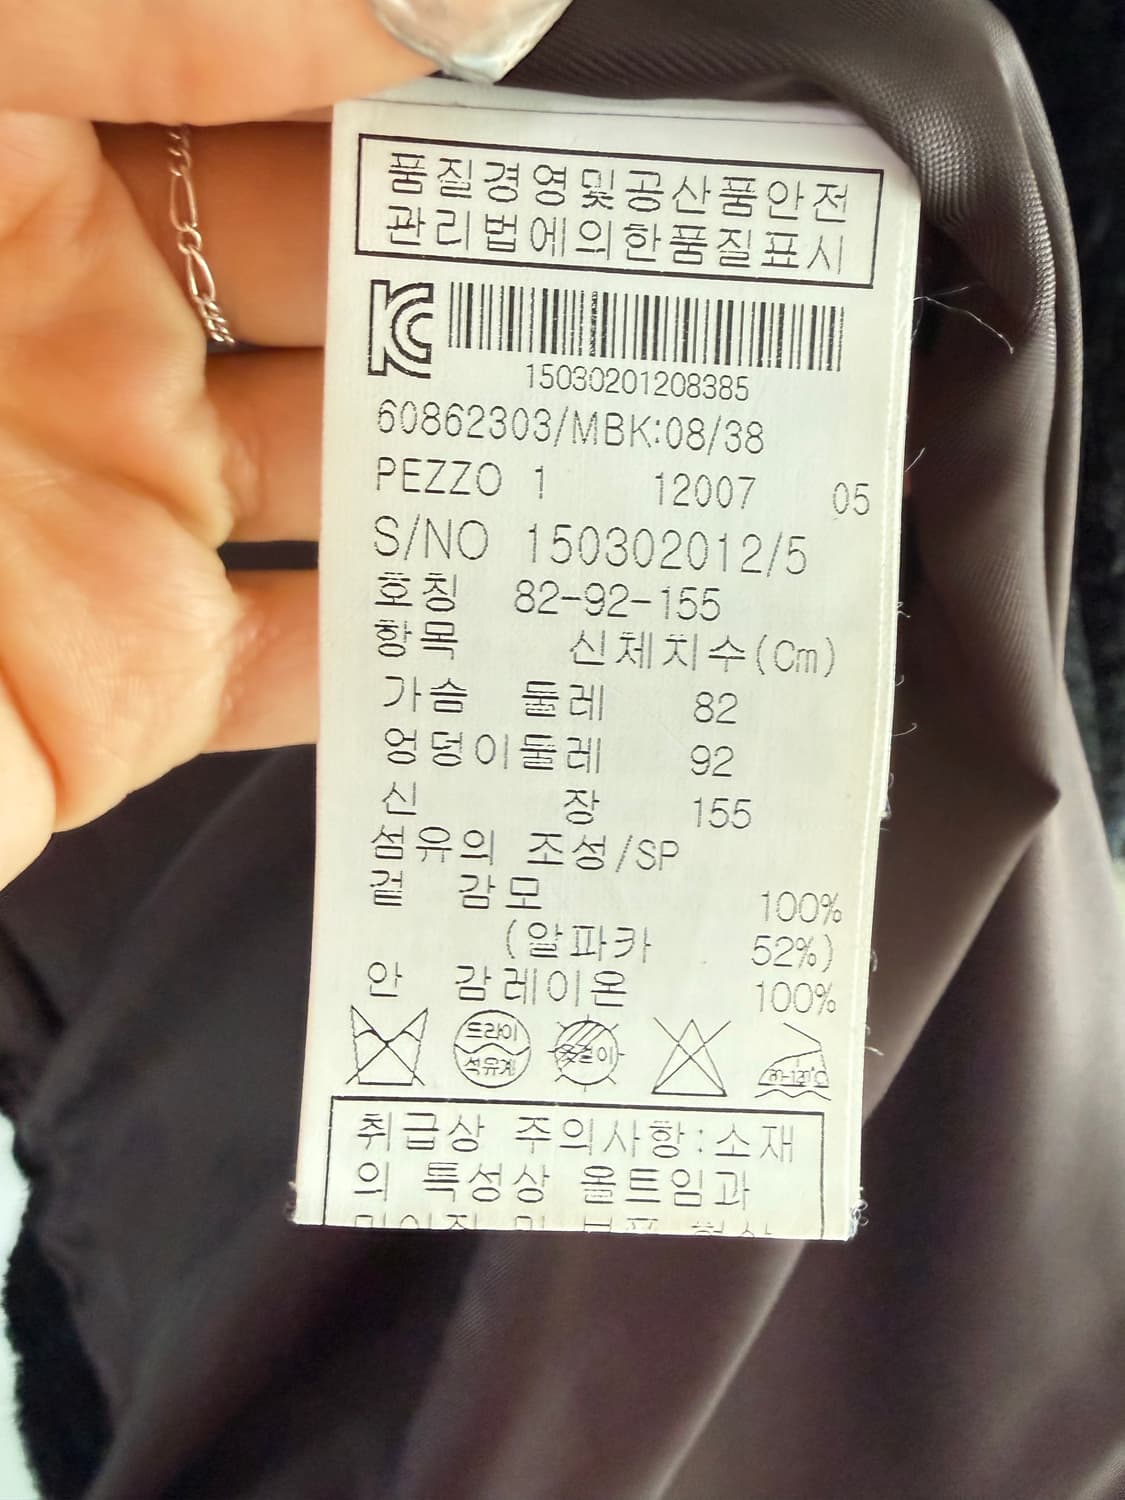 품질경영및공산품안전
관리법에의한품질표시
15030201208385
60862303/MBK:08/38
PEZZO 1 12007 05
S/NO 150302012/5
호칭 82-92-155
항목 신체치수(Cm)
가슴 둘레 82
엉덩이둘레 92
신 장 155
섬유의 조성/SP
겉 감모 100%
(알파카 52%)
안 감레이온 100%
드라이
석유계
옷걸이
80-120℃
취급상 주의사항:소재
의 특성상 올트임과